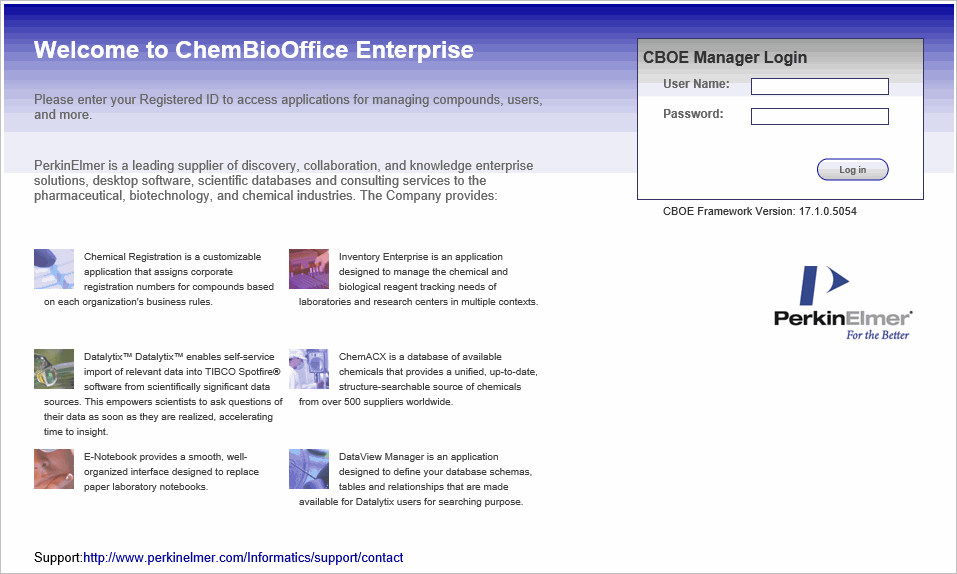 Welcome to ChemBioOffice Enterprise
Please enter your Registered ID to access applications for managing compounds, users,
and more.
PerkinElmer is a leading supplier of discovery, collaboration, and knowledge enterprise
solutions, desktop software, scientific databases and consulting services to the
pharmaceutical, biotechnology, and chemical industries. The Company provides:
Chemical Registration is a customizable
application that assigns corporate
registration numbers for compounds based
on each organization's business rules.
Inventory Enterprise is an application
designed to manage the chemical and
biological reagent tracking needs of
laboratories and research centers in multiple contexts.
Datalytix™ Datalytix™ enables self-service
import of relevant data into TIBCO Spotfire®
software from scientifically significant data
sources. This empowers scientists to ask questions of
their data as soon as they are realized, accelerating
time to insight.
ChemACX is a database of available
chemicals that provides a unified, up-to-date,
structure-searchable source of chemicals
from over 500 suppliers worldwide.
E-Notebook provides a smooth, well-
organized interface designed to replace
paper laboratory notebooks.
DataView Manager is an application
designed to define your database schemas,
tables and relationships that are made
available for Datalytix users for searching purpose.
Support:http://www.perkinelmer.com/Informatics/support/contact
CBOE Manager Login
User Name:
Password:
Log in
CBOE Framework Version: 17.1.0.5054
PerkinElmer
For the Better